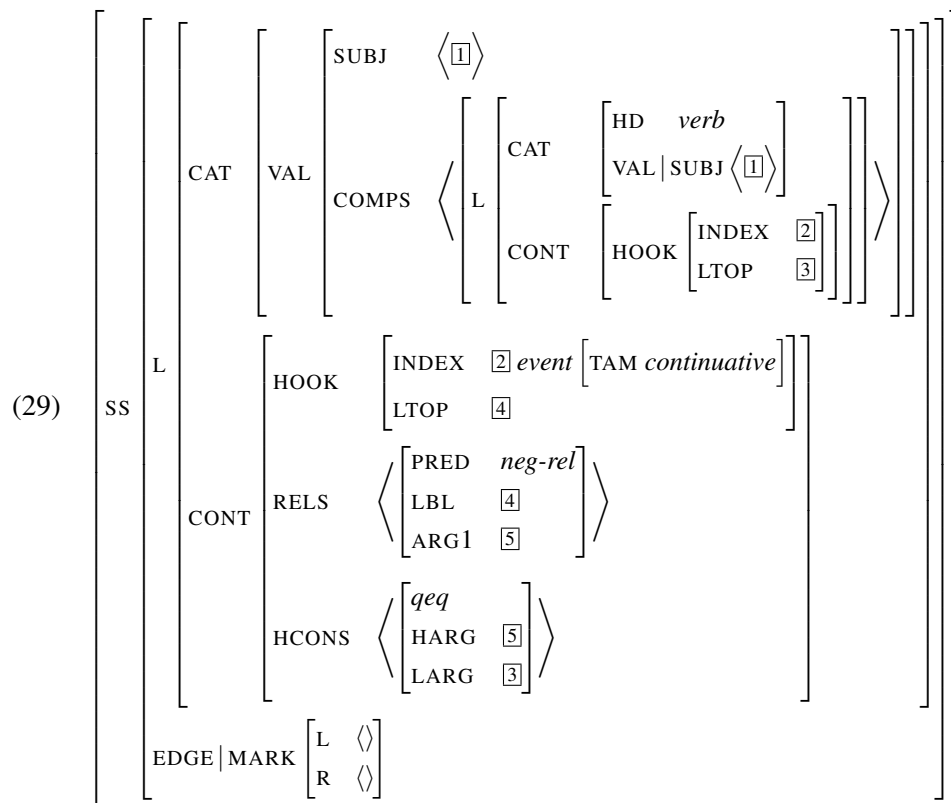 SUBJ ⟨[1]⟩
HD verb
CAT
VAL|SUBJ ⟨[1]⟩
CAT VAL
COMPS ⟨ L ⟩
INDEX [2]
CONT HOOK
LTOP [3]
L
INDEX [2] event [TAM continuative]
HOOK
LTOP [4]
(29) SS
PRED neg-rel
RELS ⟨ LBL [4] ⟩
CONT ARG1 [5]
qeq
HCONS ⟨ HARG [5] ⟩
LARG [3]
L ⟨⟩
EDGE|MARK
R ⟨⟩